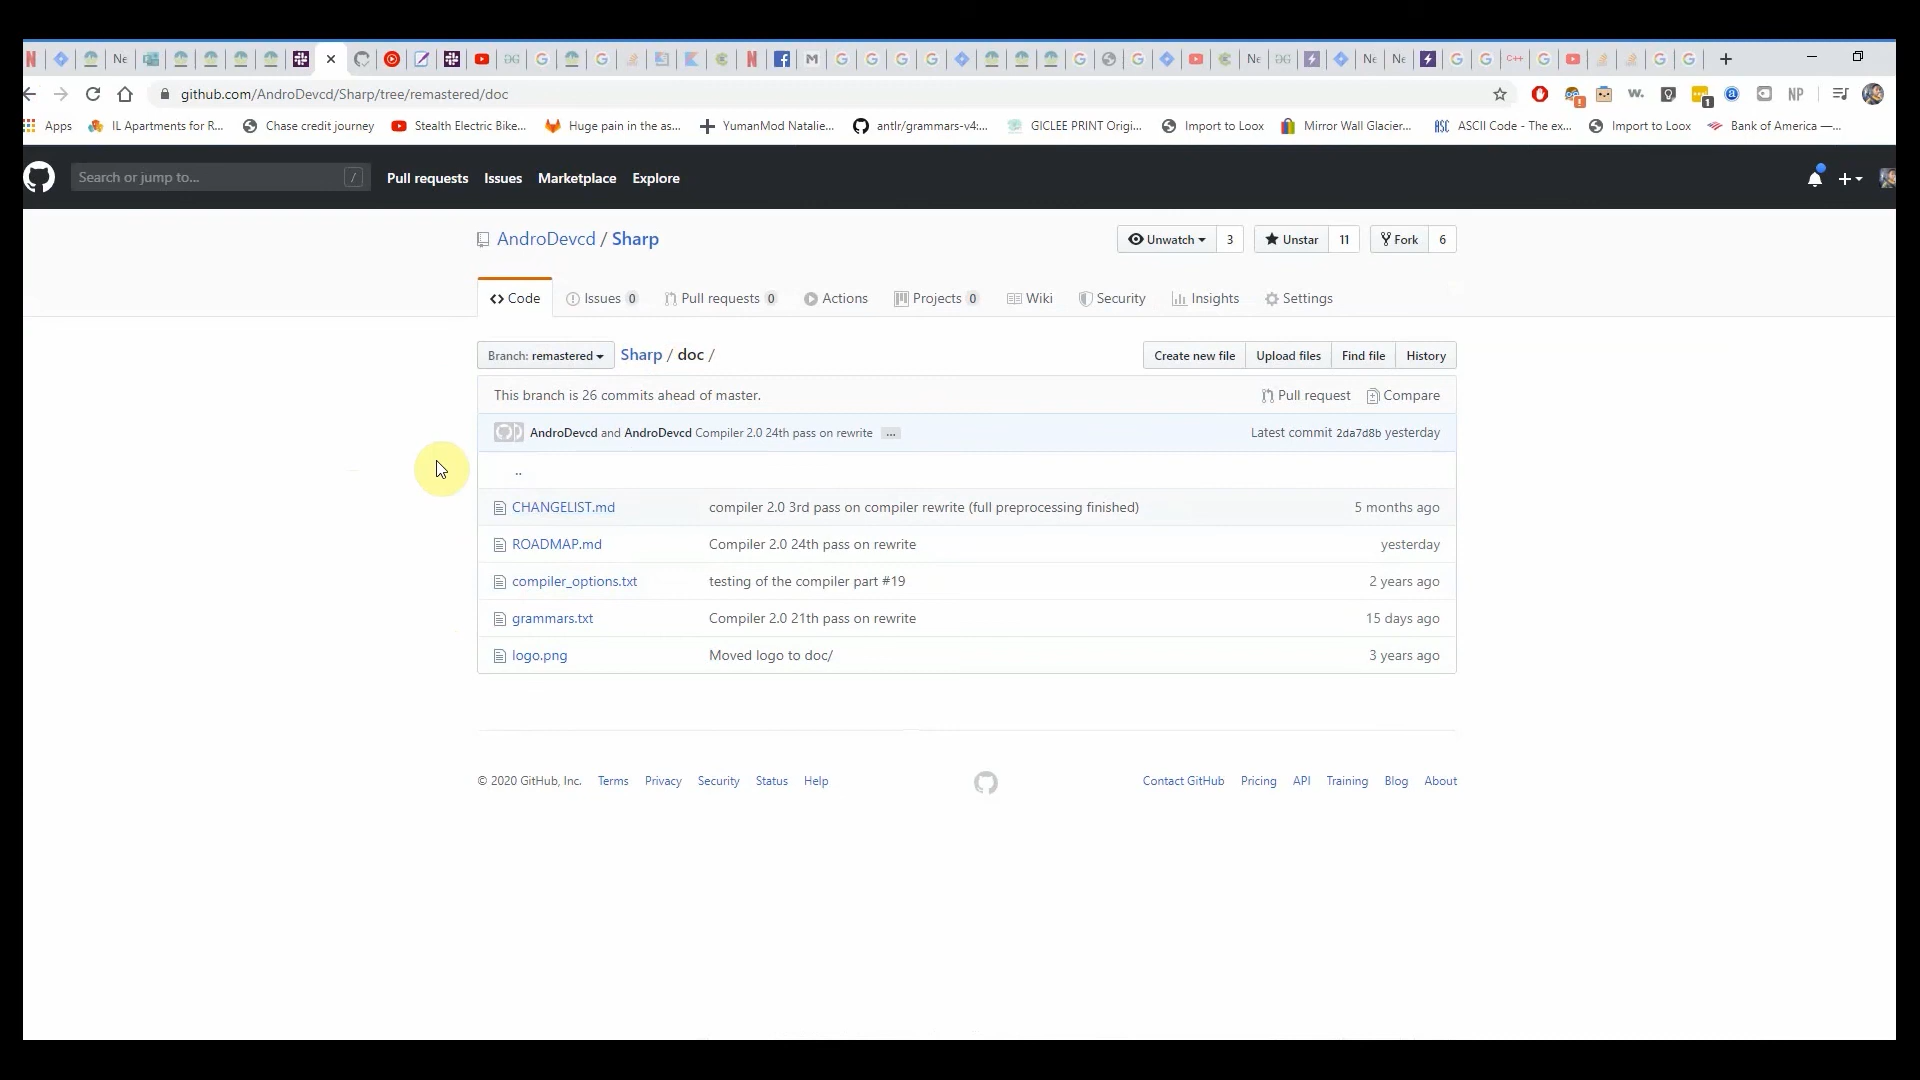 Ne
Ne
Ne
Ne
C++
github.com/AndroDevcd/Sharp/tree/remastered/doc
NP
Apps
IL Apartments for R...
Chase credit journey
Stealth Electric Bike...
Huge pain in the as...
YumanMod Natalie...
antlr/grammars-v4:...
GICLEE PRINT Origi...
Import to Loox
Mirror Wall Glacier...
ASCII Code - The ex...
Import to Loox
Bank of America —...
Search or jump to...
/
Pull requests
Issues
Marketplace
Explore
AndroDevcd / Sharp
Unwatch
3
Unstar
11
Fork
6
Code
Issues 0
Pull requests 0
Actions
Projects 0
Wiki
Security
Insights
Settings
Branch: remastered
Sharp / doc /
Create new file
Upload files
Find file
History
This branch is 26 commits ahead of master.
Pull request
Compare
AndroDevcd and AndroDevcd Compiler 2.0 24th pass on rewrite ...
Latest commit 2da7d8b yesterday
..
CHANGELIST.md compiler 2.0 3rd pass on compiler rewrite (full preprocessing finished) 5 months ago
ROADMAP.md Compiler 2.0 24th pass on rewrite yesterday
compiler_options.txt testing of the compiler part #19 2 years ago
grammars.txt Compiler 2.0 21th pass on rewrite 15 days ago
logo.png Moved logo to doc/ 3 years ago
© 2020 GitHub, Inc. Terms Privacy Security Status Help
Contact GitHub Pricing API Training Blog About